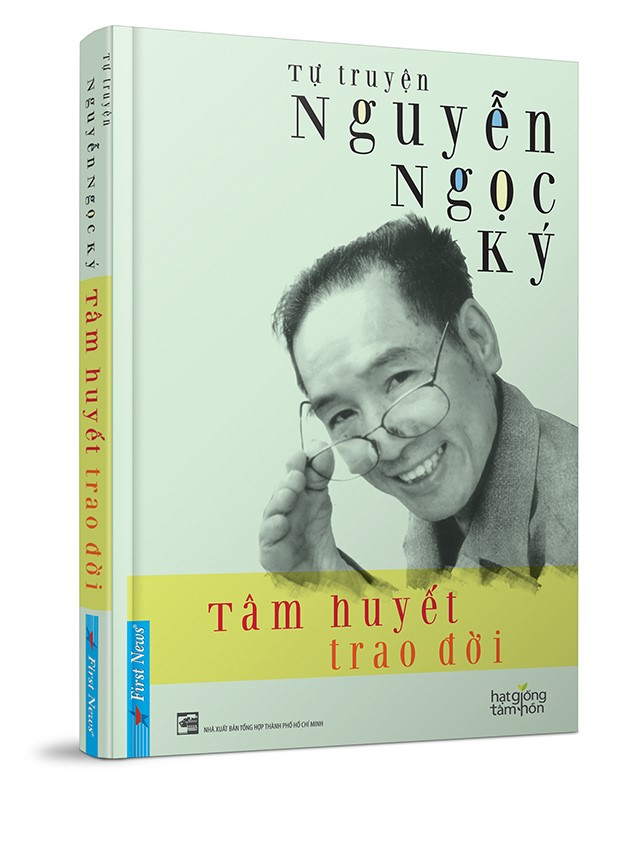 Tự truyện
Nguyễn
Ngọc
Ký
Tâm huyết
trao đời
First News®
NHÀ XUẤT BẢN TỔNG HỢP THÀNH PHỐ HỒ CHÍ MINH
hạt giống
tâm hồn
Tự truyện
Nguyễn Ngọc Ký
Tâm huyết trao đời
First News®